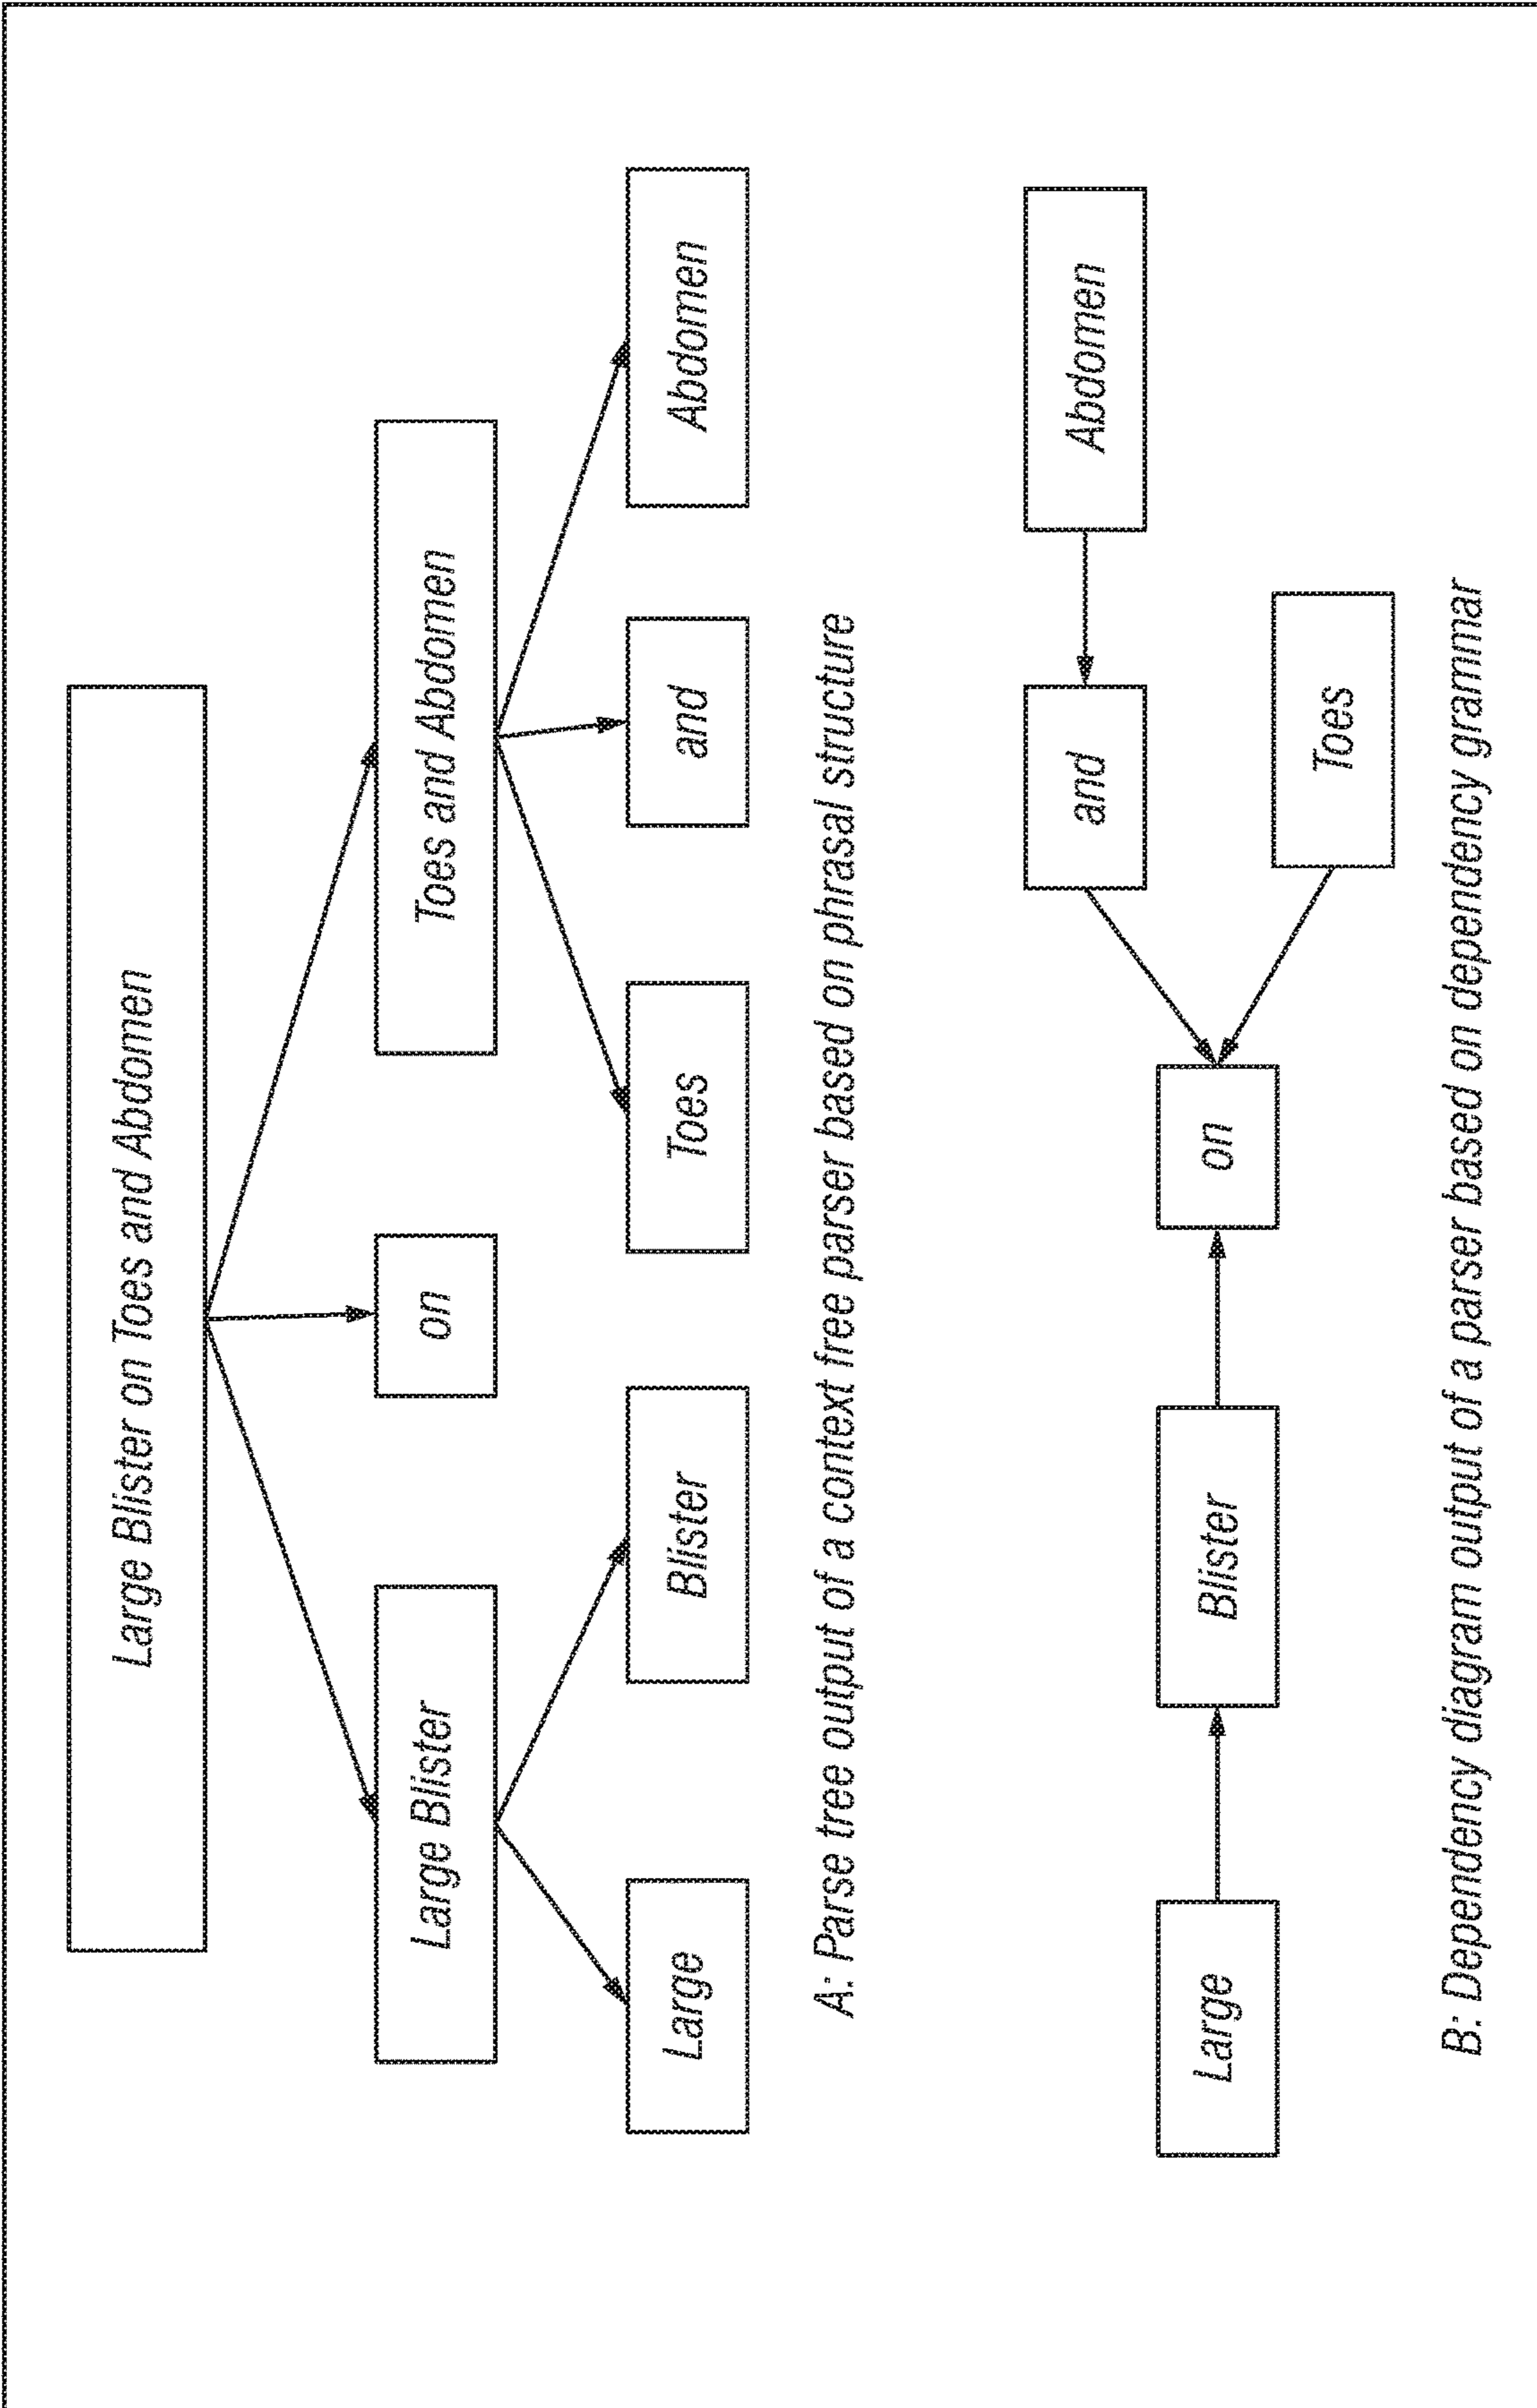 Large Blister on Toes and Abdomen
Large Blister
on
Toes and Abdomen
Large
Blister
Toes
and
Abdomen
A: Parse tree output of a context free parser based on phrasal structure
Large
Blister
on
and
Abdomen
Toes
B: Dependency diagram output of a parser based on dependency grammar